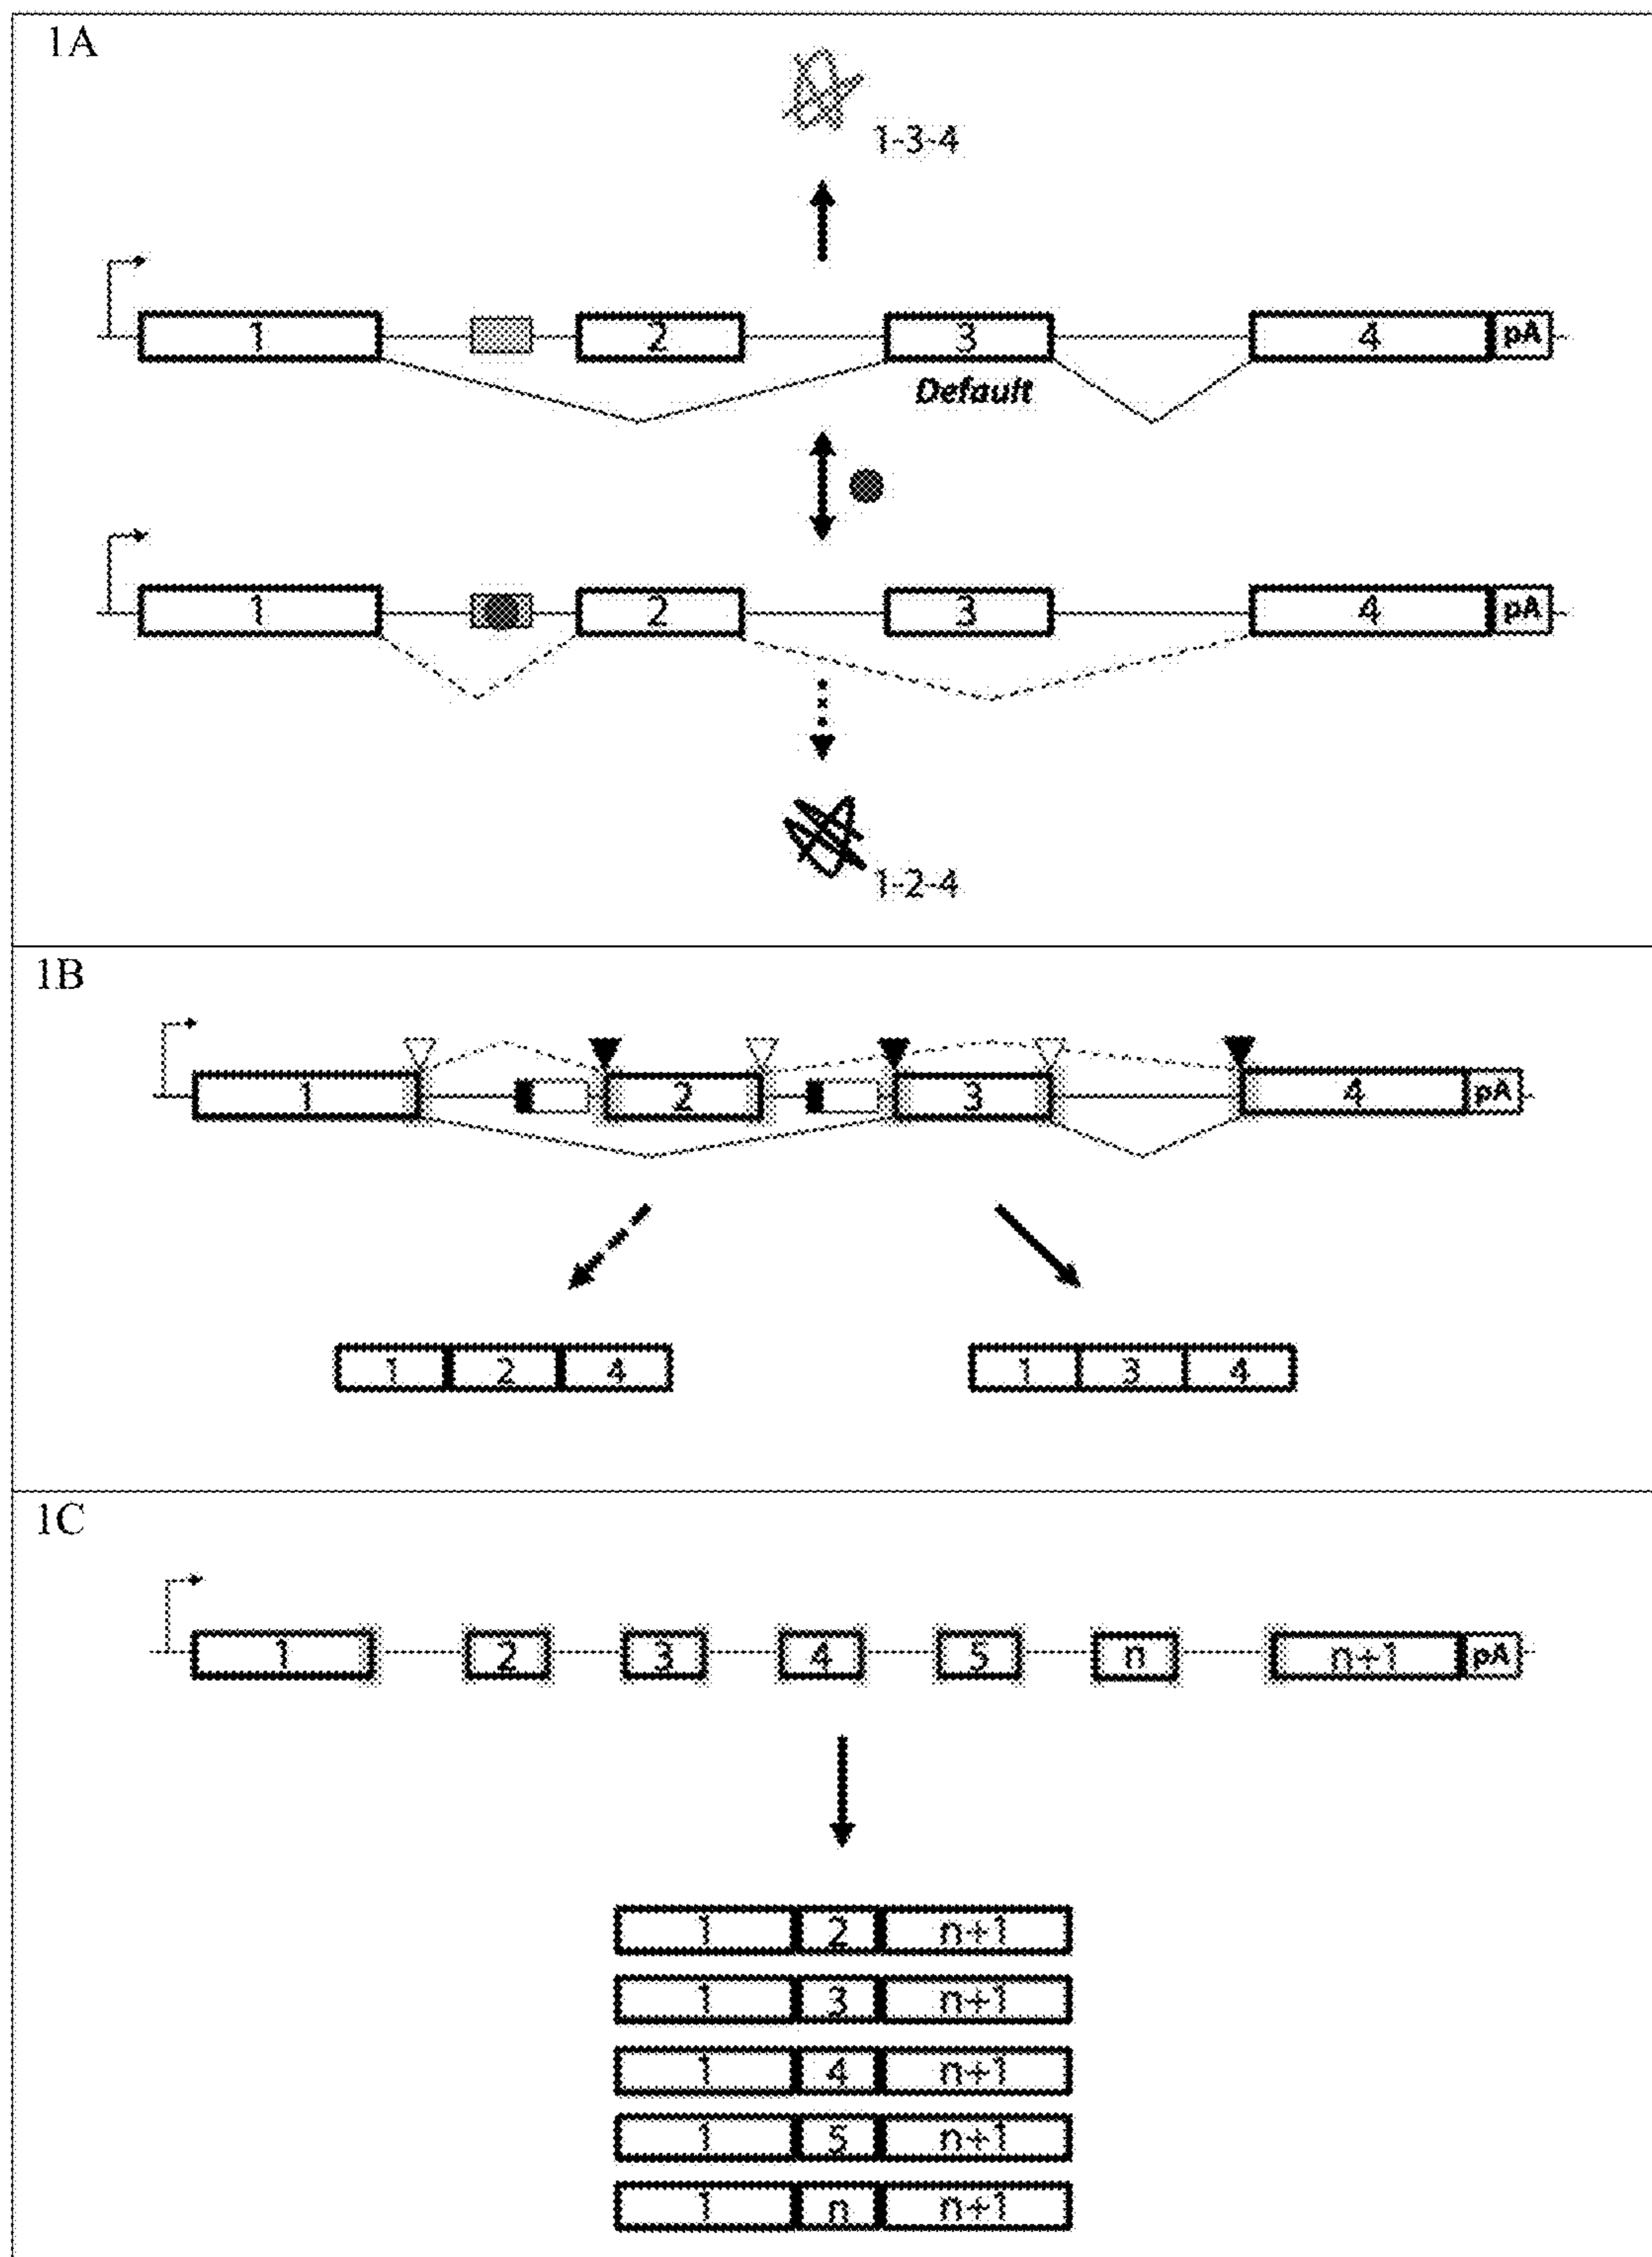 1A
1-3-4
1 2 3 4 pA
Default
1 2 3 4 pA
1-2-4
1B
1 2 3 4 pA
1 2 4 1 3 4
1C
1 2 3 4 5 n n+1 pA
1 2 n+1
1 3 n+1
1 4 n+1
1 5 n+1
1 n n+1